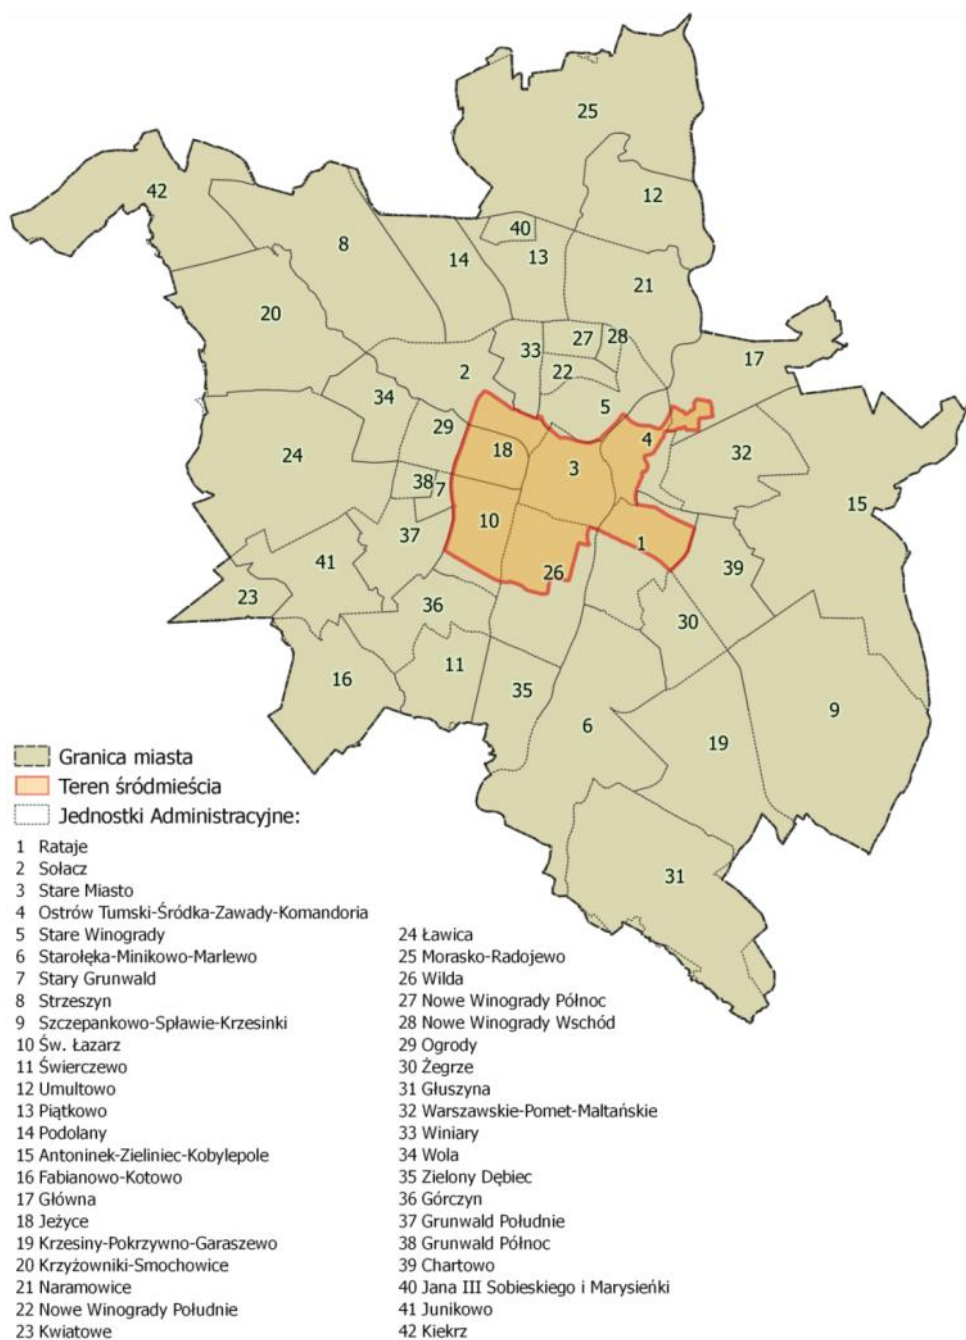 25
42
12
8
40
14
13
21
20
33
27
28
22
17
2
34
5
29
4
24
18
3
32
38
7
15
10
37
1
41
26
39
23
36
30
16
11
35
6
19
9
31
Granica miasta
Teren śródmieścia
Jednostki Administracyjne:
1 Rataje
2 Sołacz
3 Stare Miasto
4 Ostrów Tumski-Śródka-Zawady-Komandoria
5 Stare Winogrady
6 Starołęka-Minikowo-Marlewo
7 Stary Grunwald
8 Strzeszyn
9 Szczepankowo-Spławie-Krzesinki
10 Św. Łazarz
11 Świerczewo
12 Umultowo
13 Piątkowo
14 Podolany
15 Antoninek-Zieliniec-Kobylepole
16 Fabianowo-Kotowo
17 Główna
18 Jeżyce
19 Krzesiny-Pokrzywno-Garaszewo
20 Krzyżowniki-Smochowice
21 Naramowice
22 Nowe Winogrady Południe
23 Kwiatowe
24 Ławica
25 Morasko-Radojewo
26 Wilda
27 Nowe Winogrady Północ
28 Nowe Winogrady Wschód
29 Ogrody
30 Żegrze
31 Głuszyna
32 Warszawskie-Pomet-Maltańskie
33 Winiary
34 Wola
35 Zielony Dębiec
36 Górczyn
37 Grunwald Południe
38 Grunwald Północ
39 Chartowo
40 Jana III Sobieskiego i Marysieńki
41 Junikowo
42 Kiekrz